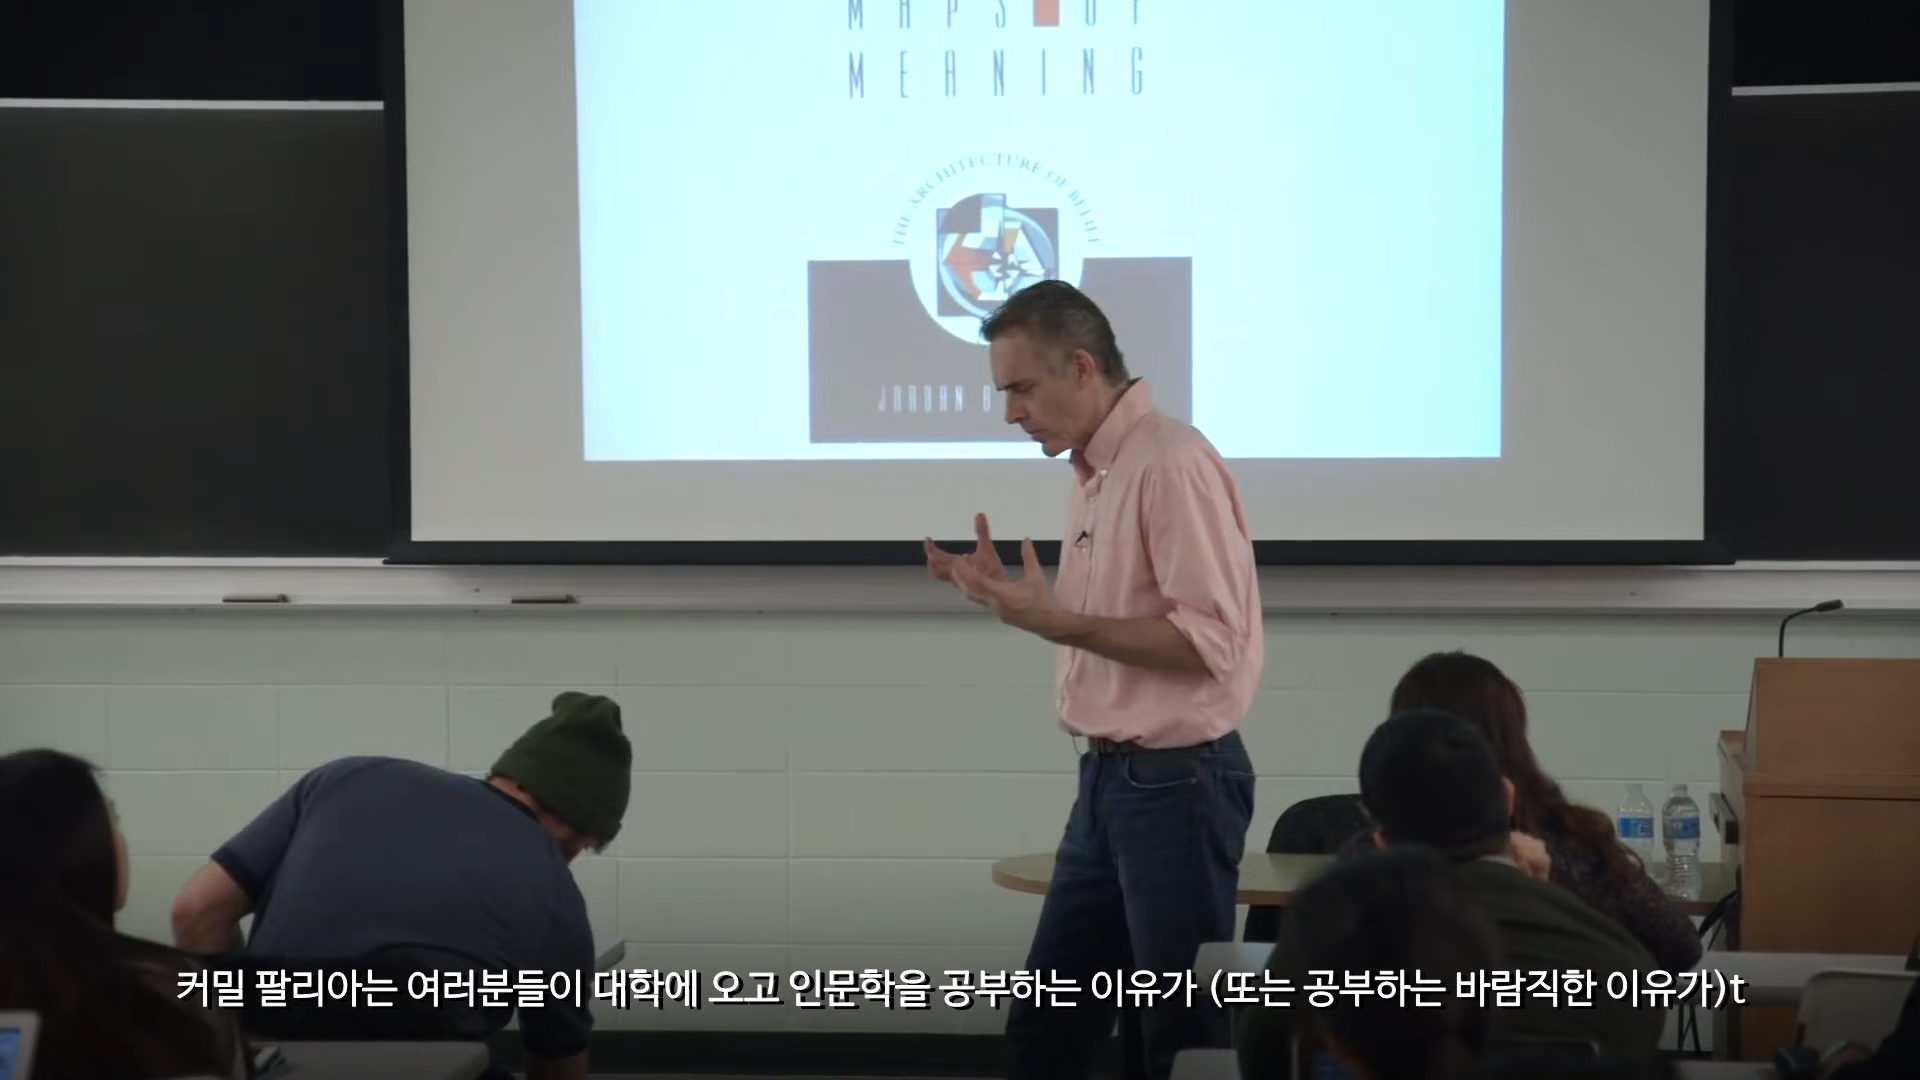 MAPS OF
MEANING
THE ARCHITECTURE OF BELIEF
JORDAN B
커밀 팔리아는 여러분들이 대학에 오고 인문학을 공부하는 이유가 (또는 공부하는 바람직한 이유가)t